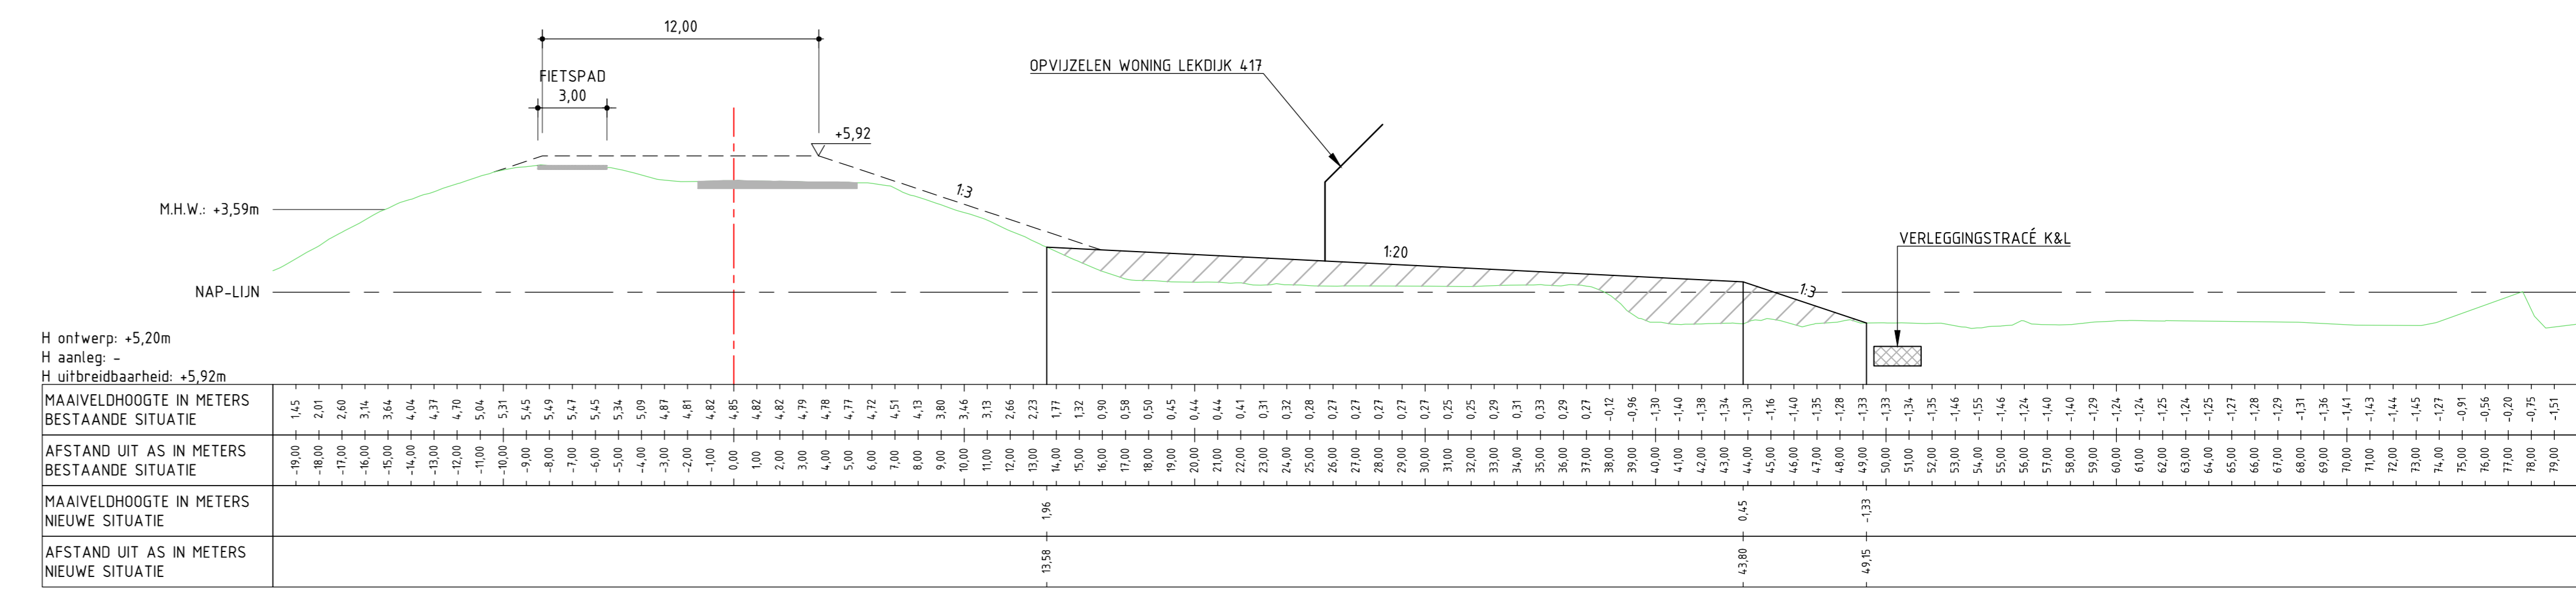 12,00
FIETSPAD
3,00
OPVIJZELEN WONING LEKDIJK 417
+5,92
1:3
M.H.W.: +3,59m
1:20
VERLEGGINGSTRACÉ K&L
1:3
NAP-LIJN
H ontwerp: +5,20m
H aanleg: -
H uitbreidbaarheid: +5,92m
MAAIVELDHOOGTE IN METERS
BESTAANDE SITUATIE
1,45 2,01 2,60 3,14 3,64 4,04 4,37 4,70 5,04 5,31 5,45 5,49 5,47 5,45 5,34 5,09 4,87 4,81 4,82 4,85 4,82 4,82 4,79 4,78 4,77 4,72 4,51 4,13 3,80 3,46 3,13 2,66 2,23 1,77 1,32 0,90 0,58 0,50 0,45 0,44 0,44 0,41 0,31 0,32 0,28 0,27 0,27 0,27 0,27 0,27 0,25 0,25 0,29 0,31 0,33 0,29 0,27 -0,12 -0,96 -1,30 -1,40 -1,38 -1,34 -1,30 -1,16 -1,40 -1,35 -1,28 -1,33 -1,33 -1,34 -1,35 -1,46 -1,55 -1,46 -1,24 -1,40 -1,40 -1,29 -1,24 -1,24 -1,25 -1,24 -1,25 -1,27 -1,28 -1,29 -1,31 -1,36 -1,41 -1,43 -1,44 -1,45 -1,27 -0,91 -0,56 -0,20 -0,75 -1,51
AFSTAND UIT AS IN METERS
BESTAANDE SITUATIE
-19,00 -18,00 -17,00 -16,00 -15,00 -14,00 -13,00 -12,00 -11,00 -10,00 -9,00 -8,00 -7,00 -6,00 -5,00 -4,00 -3,00 -2,00 -1,00 0,00 1,00 2,00 3,00 4,00 5,00 6,00 7,00 8,00 9,00 10,00 11,00 12,00 13,00 14,00 15,00 16,00 17,00 18,00 19,00 20,00 21,00 22,00 23,00 24,00 25,00 26,00 27,00 28,00 29,00 30,00 31,00 32,00 33,00 34,00 35,00 36,00 37,00 38,00 39,00 40,00 41,00 42,00 43,00 44,00 45,00 46,00 47,00 48,00 49,00 50,00 51,00 52,00 53,00 54,00 55,00 56,00 57,00 58,00 59,00 60,00 61,00 62,00 63,00 64,00 65,00 66,00 67,00 68,00 69,00 70,00 71,00 72,00 73,00 74,00 75,00 76,00 77,00 78,00 79,00
MAAIVELDHOOGTE IN METERS
NIEUWE SITUATIE
1,96 0,45 -1,33
AFSTAND UIT AS IN METERS
NIEUWE SITUATIE
13,58 43,80 49,15